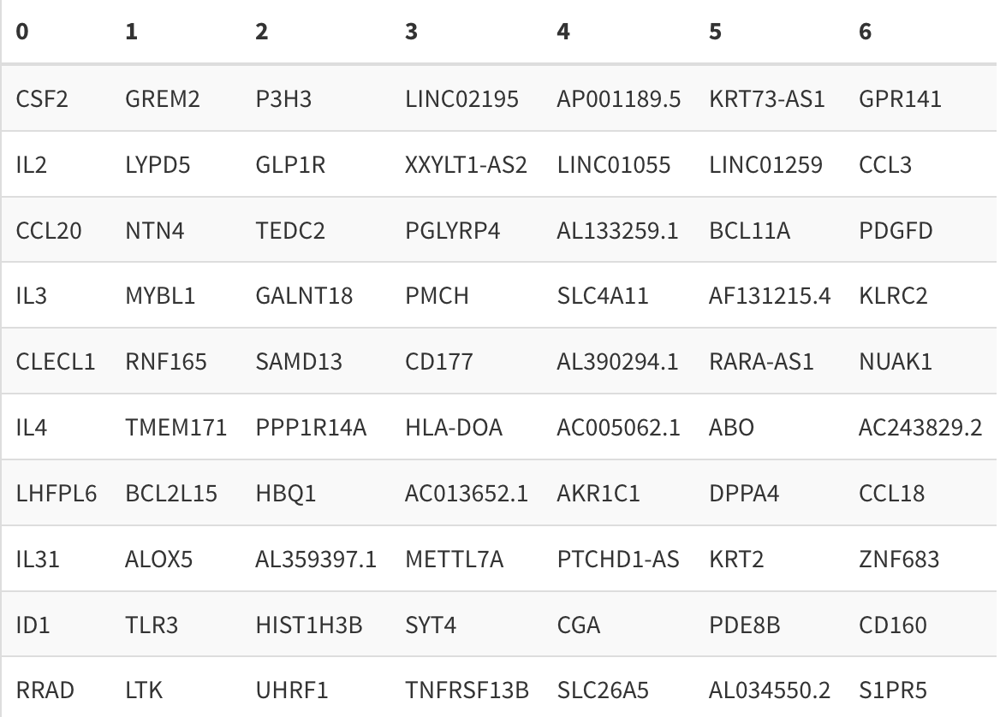 0 1 2 3 4 5 6
CSF2 GREM2 P3H3 LINC02195 AP001189.5 KRT73-AS1 GPR141
IL2 LYPD5 GLP1R XXYLT1-AS2 LINC01055 LINC01259 CCL3
CCL20 NTN4 TEDC2 PGLYRP4 AL133259.1 BCL11A PDGFD
IL3 MYBL1 GALNT18 PMCH SLC4A11 AF131215.4 KLRC2
CLECL1 RNF165 SAMD13 CD177 AL390294.1 RARA-AS1 NUAK1
IL4 TMEM171 PPP1R14A HLA-DOA AC005062.1 ABO AC243829.2
LHFPL6 BCL2L15 HBQ1 AC013652.1 AKR1C1 DPPA4 CCL18
IL31 ALOX5 AL359397.1 METTL7A PTCHD1-AS KRT2 ZNF683
ID1 TLR3 HIST1H3B SYT4 CGA PDE8B CD160
RRAD LTK UHRF1 TNFRSF13B SLC26A5 AL034550.2 S1PR5